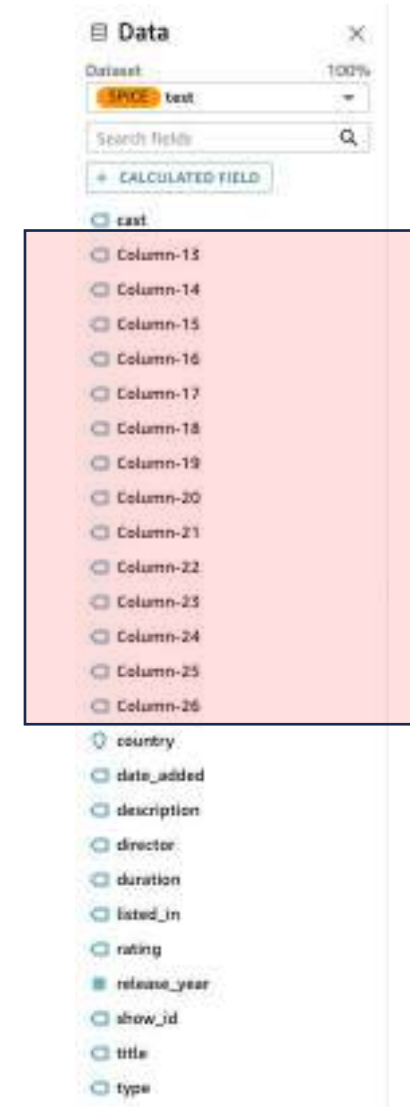 Data
Dataset 100%
SPICE test
Search fields
+ CALCULATED FIELD
cast
Column-13
Column-14
Column-15
Column-16
Column-17
Column-18
Column-19
Column-20
Column-21
Column-22
Column-23
Column-24
Column-25
Column-26
country
date_added
description
director
duration
listed_in
rating
release_year
show_id
title
type